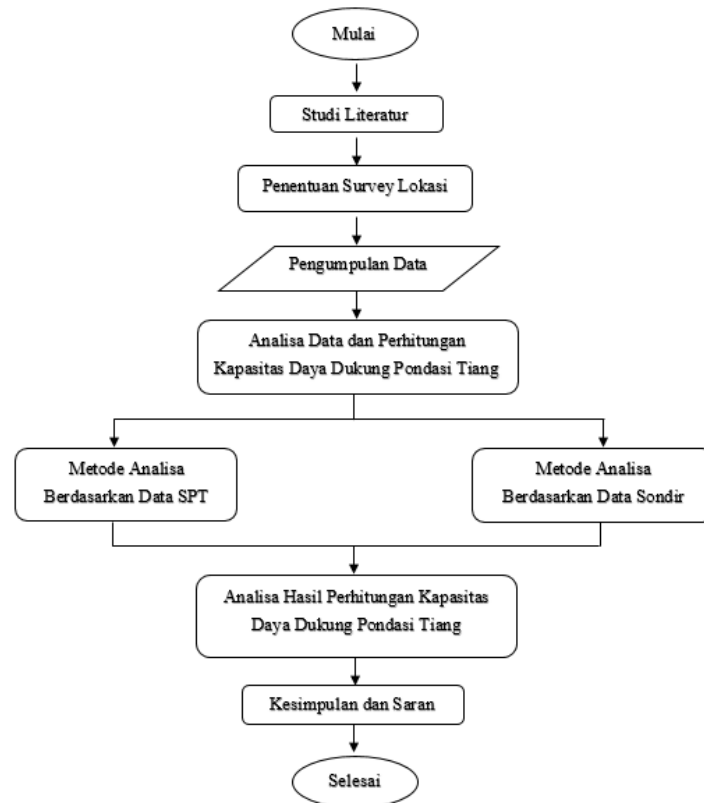 Mulai
Studi Literatur
Penentuan Survey Lokasi
Pengumpulan Data
Analisa Data dan Perhitungan
Kapasitas Daya Dukung Pondasi Tiang
Metode Analisa
Berdasarkan Data SPT
Metode Analisa
Berdasarkan Data Sondir
Analisa Hasil Perhitungan Kapasitas
Daya Dukung Pondasi Tiang
Kesimpulan dan Saran
Selesai